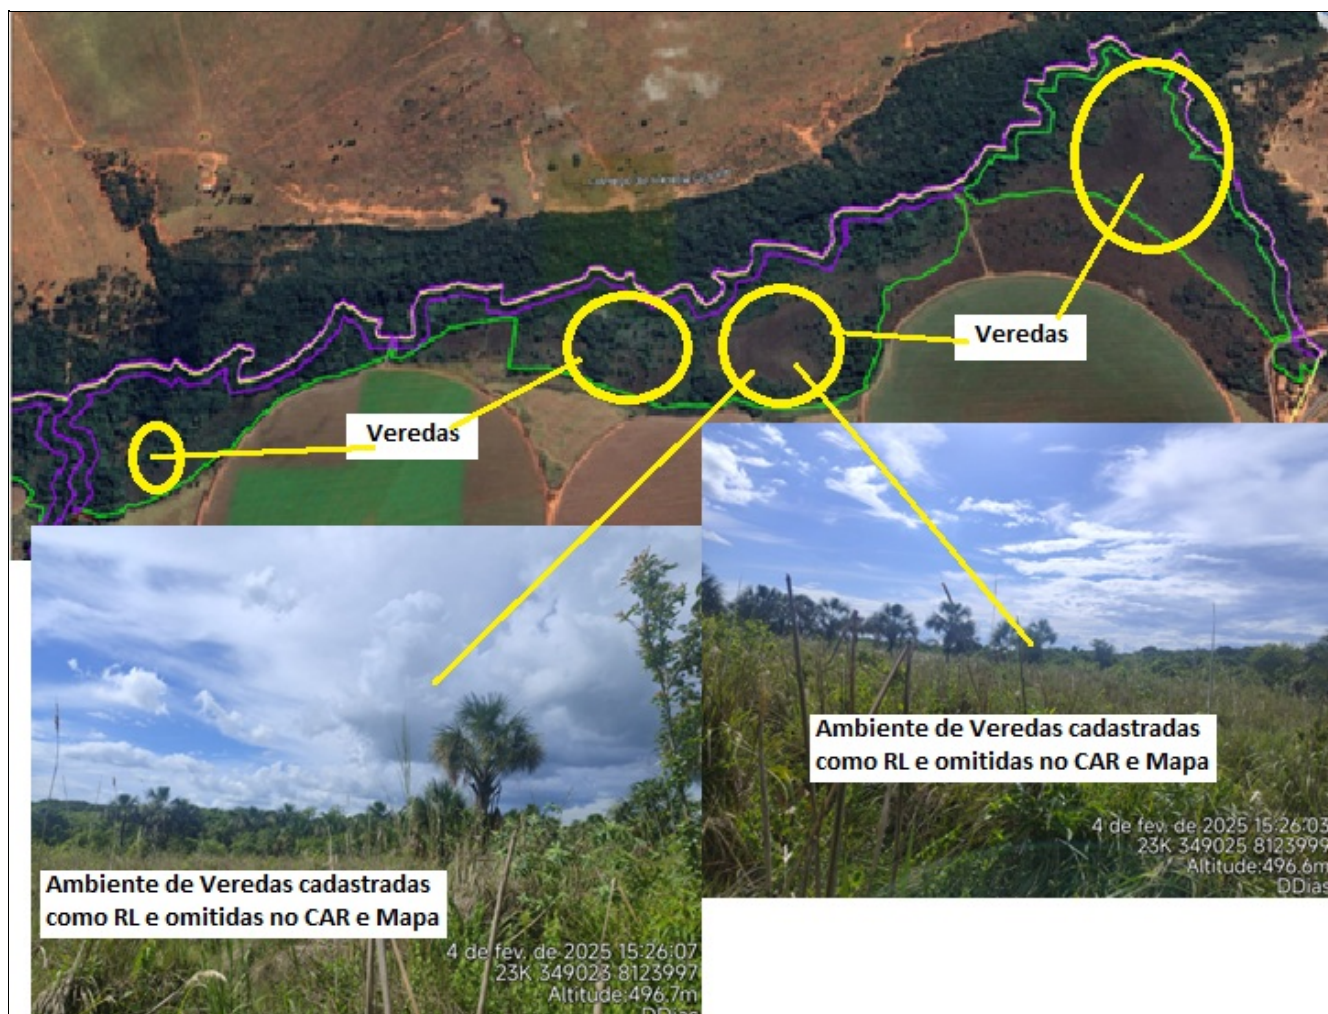 Veredas
Veredas
Ambiente de Veredas cadastradas
como RL e omitidas no CAR e Mapa
4 de fev. de 2025 15:26:03
23K 349025 8123999
Altitude:496.6m
DDias
Ambiente de Veredas cadastradas
como RL e omitidas no CAR e Mapa
4 de fev. de 2025 15:26:07
23K 349023 8123997
Altitude:496.7m
DDias